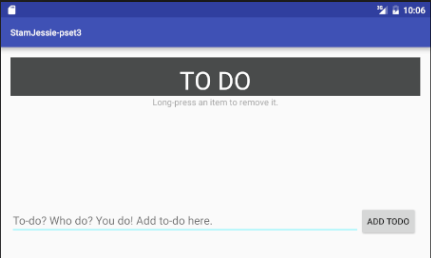 10:06
StamJessie-pset3
TO DO
Long-press an item to remove it.
To-do? Who do? You do! Add to-do here.
ADD TODO